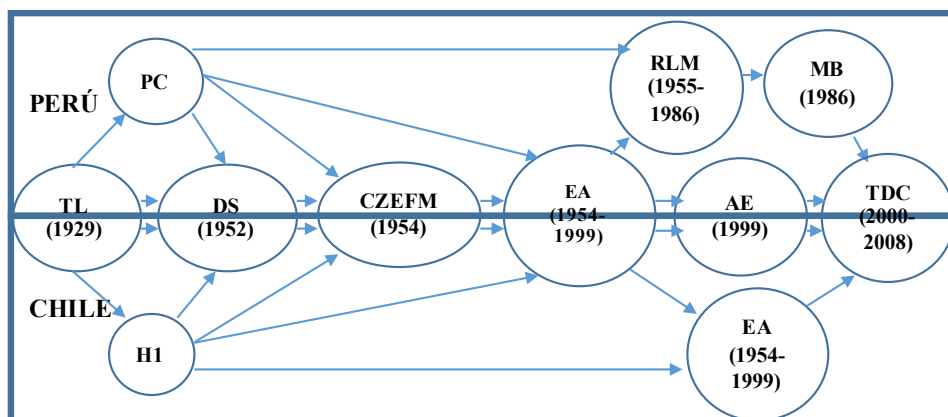 PERÚ
PC
RLM
(1955-
1986)
MB
(1986)
TL
(1929)
DS
(1952)
CZEFM
(1954)
EA
(1954-
1999)
AE
(1999)
TDC
(2000-
2008)
CHILE
H1
EA
(1954-
1999)